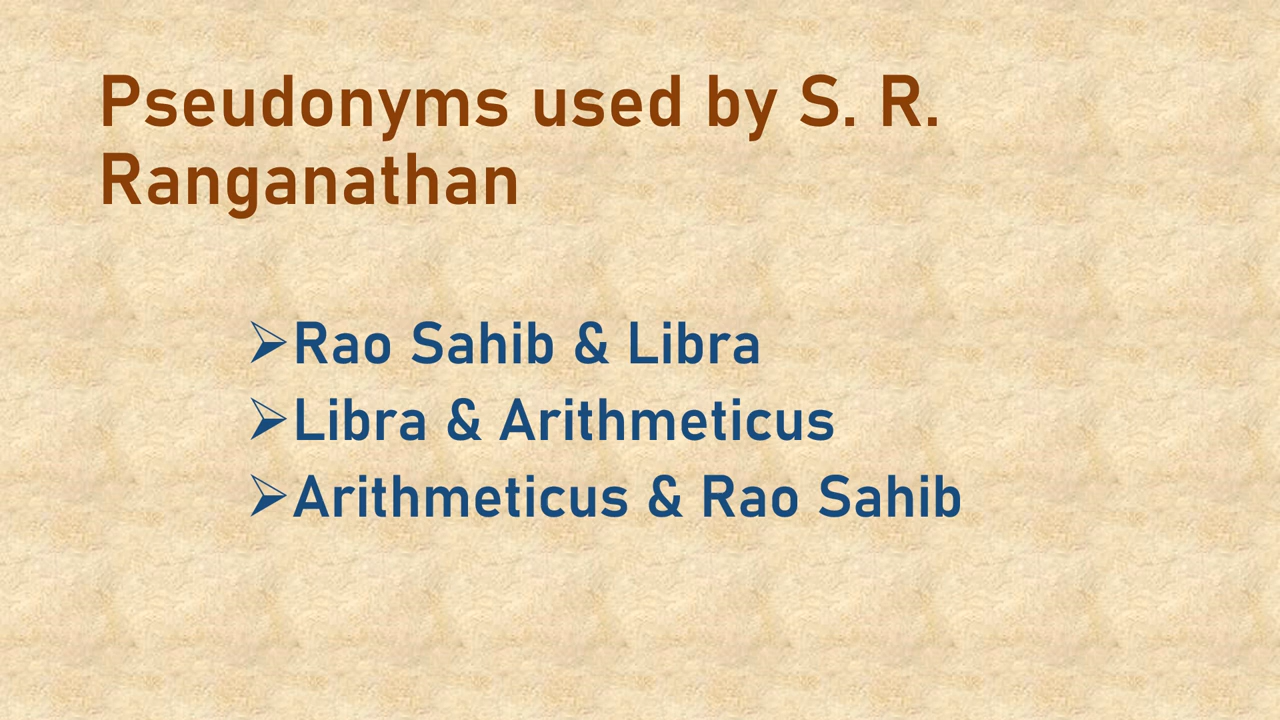 Pseudonyms used by S. R.
Ranganathan
➢Rao Sahib & Libra
➢Libra & Arithmeticus
➢Arithmeticus & Rao Sahib